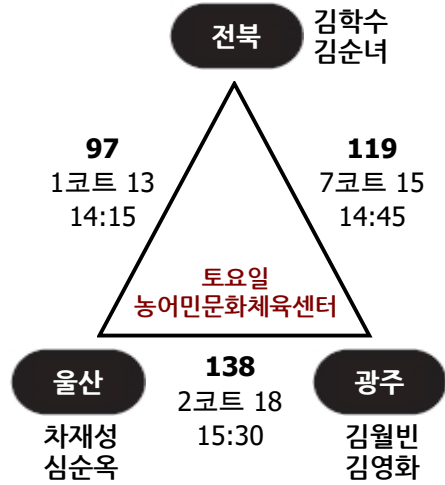 전북
김학수
김순녀
97
1코트 13
14:15
119
7코트 15
14:45
토요일
농어민문화체육센터
울산
차재성
심순옥
138
2코트 18
15:30
광주
김월빈
김영화